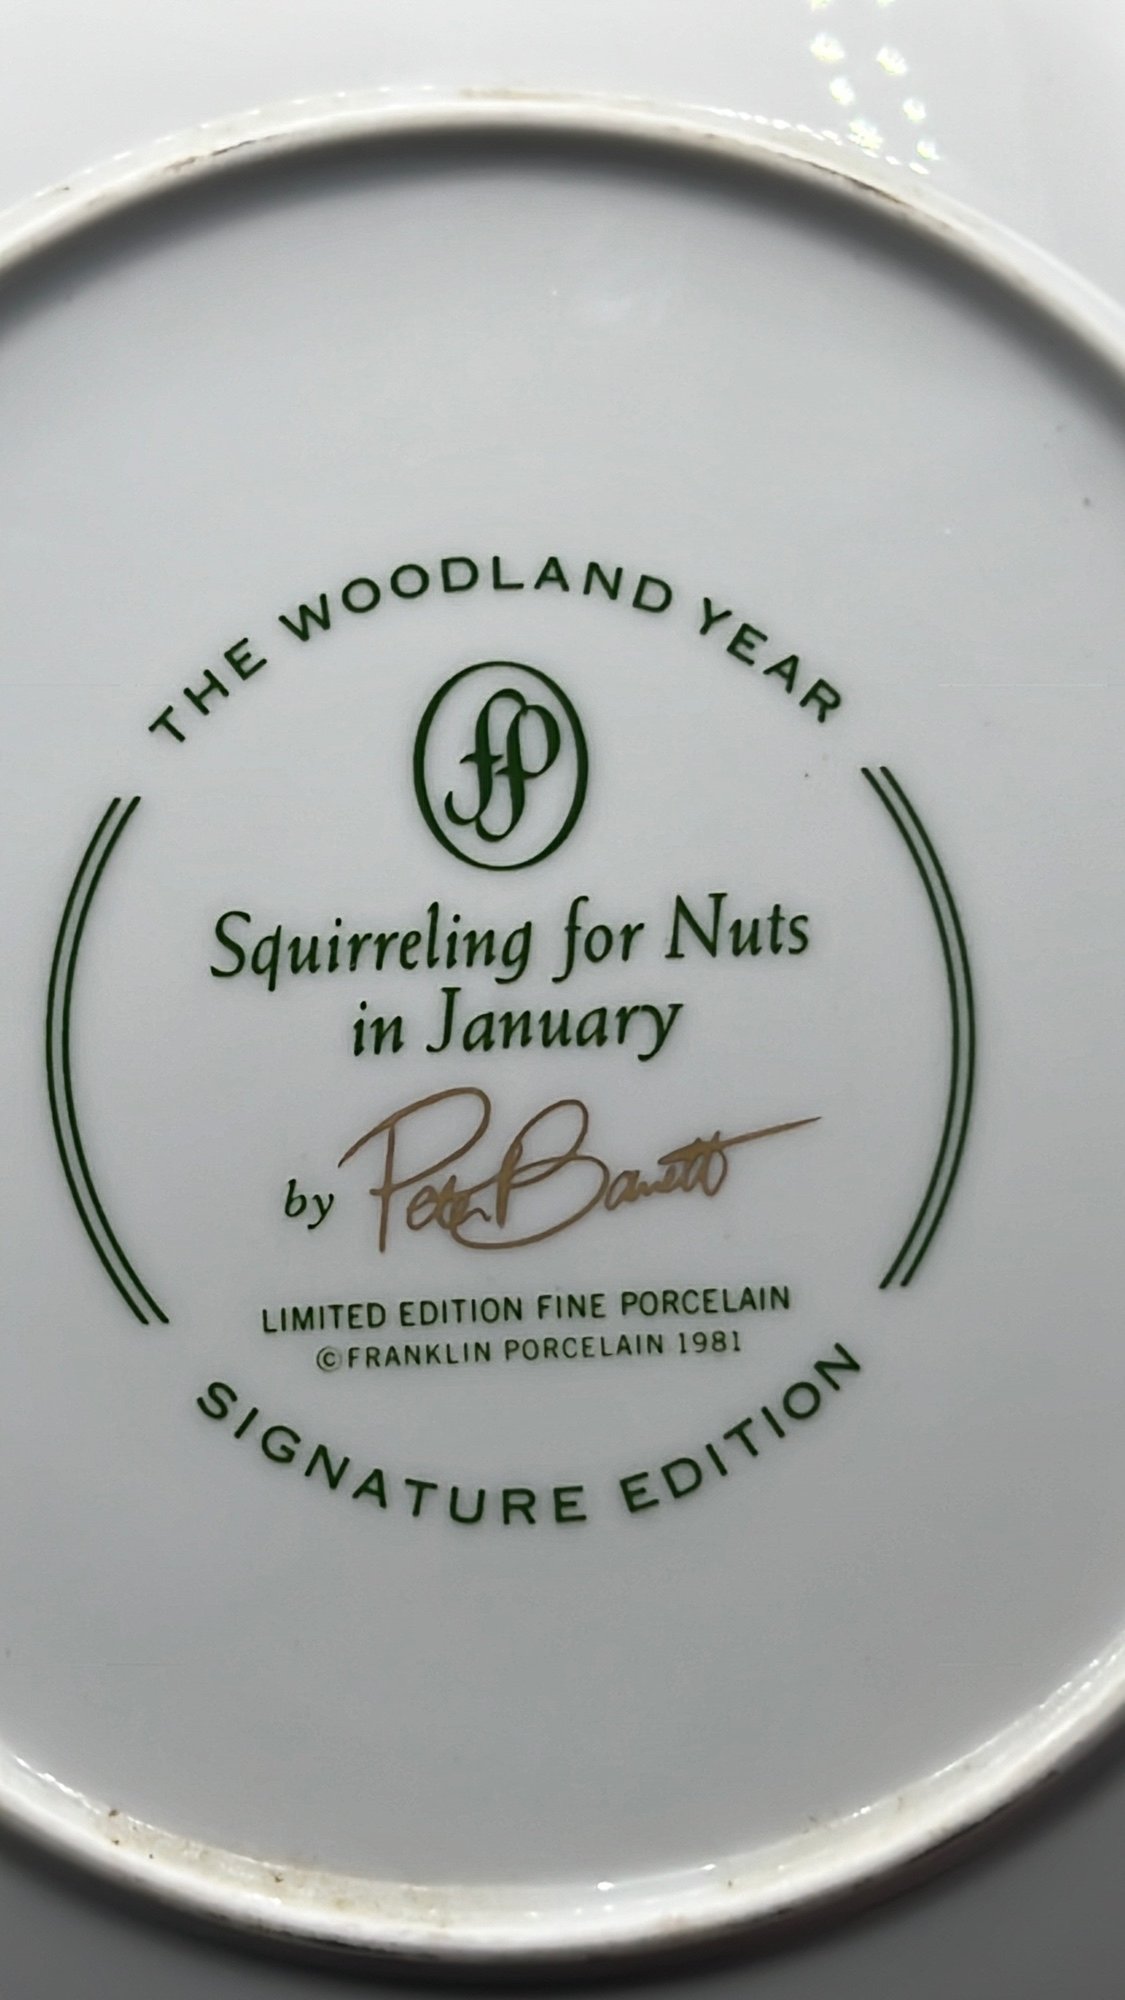 THE WOODLAND YEAR
fP
Squirreling for Nuts
in January
by Peter Barrett
LIMITED EDITION FINE PORCELAIN
© FRANKLIN PORCELAIN 1981
SIGNATURE EDITION